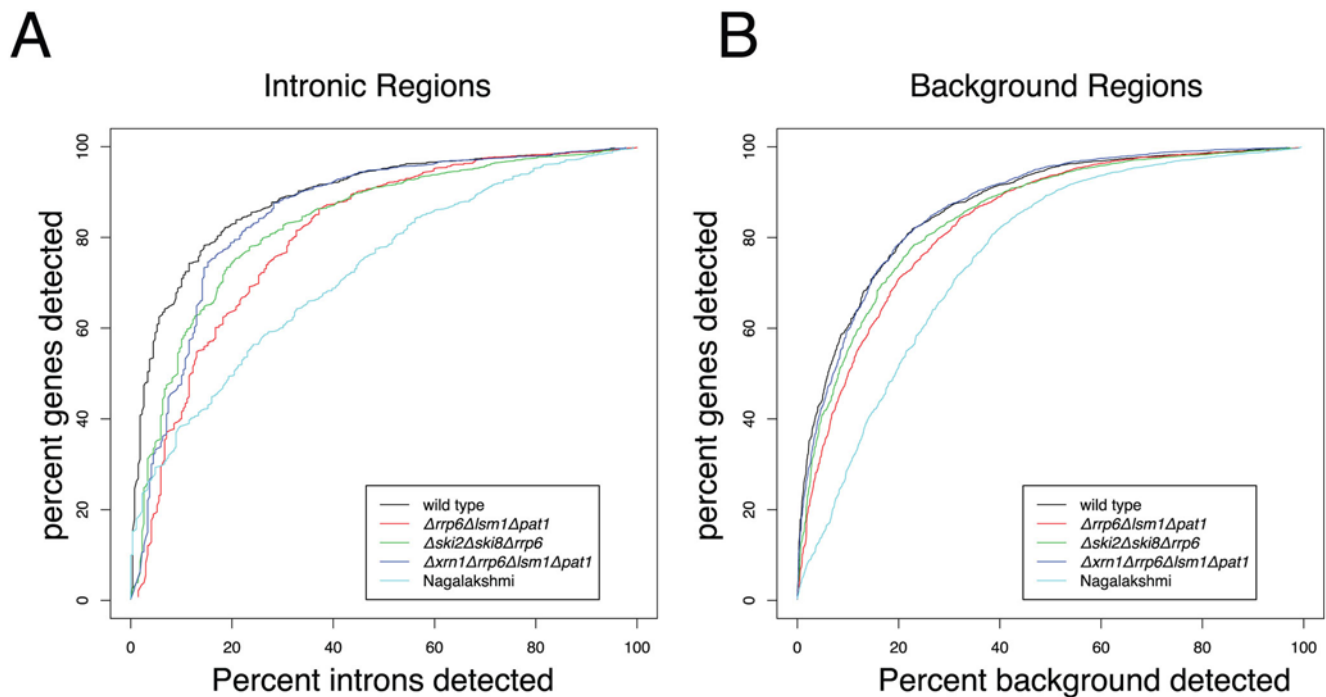 A
Intronic Regions
percent genes detected
100
80
60
40
20
0
wild type
Δrrp6Δlsm1Δpat1
Δski2Δski8Δrrp6
Δxrn1Δrrp6Δlsm1Δpat1
Nagalakshmi
0 20 40 60 80 100
Percent introns detected
B
Background Regions
percent genes detected
100
80
60
40
20
0
wild type
Δrrp6Δlsm1Δpat1
Δski2Δski8Δrrp6
Δxrn1Δrrp6Δlsm1Δpat1
Nagalakshmi
0 20 40 60 80 100
Percent background detected